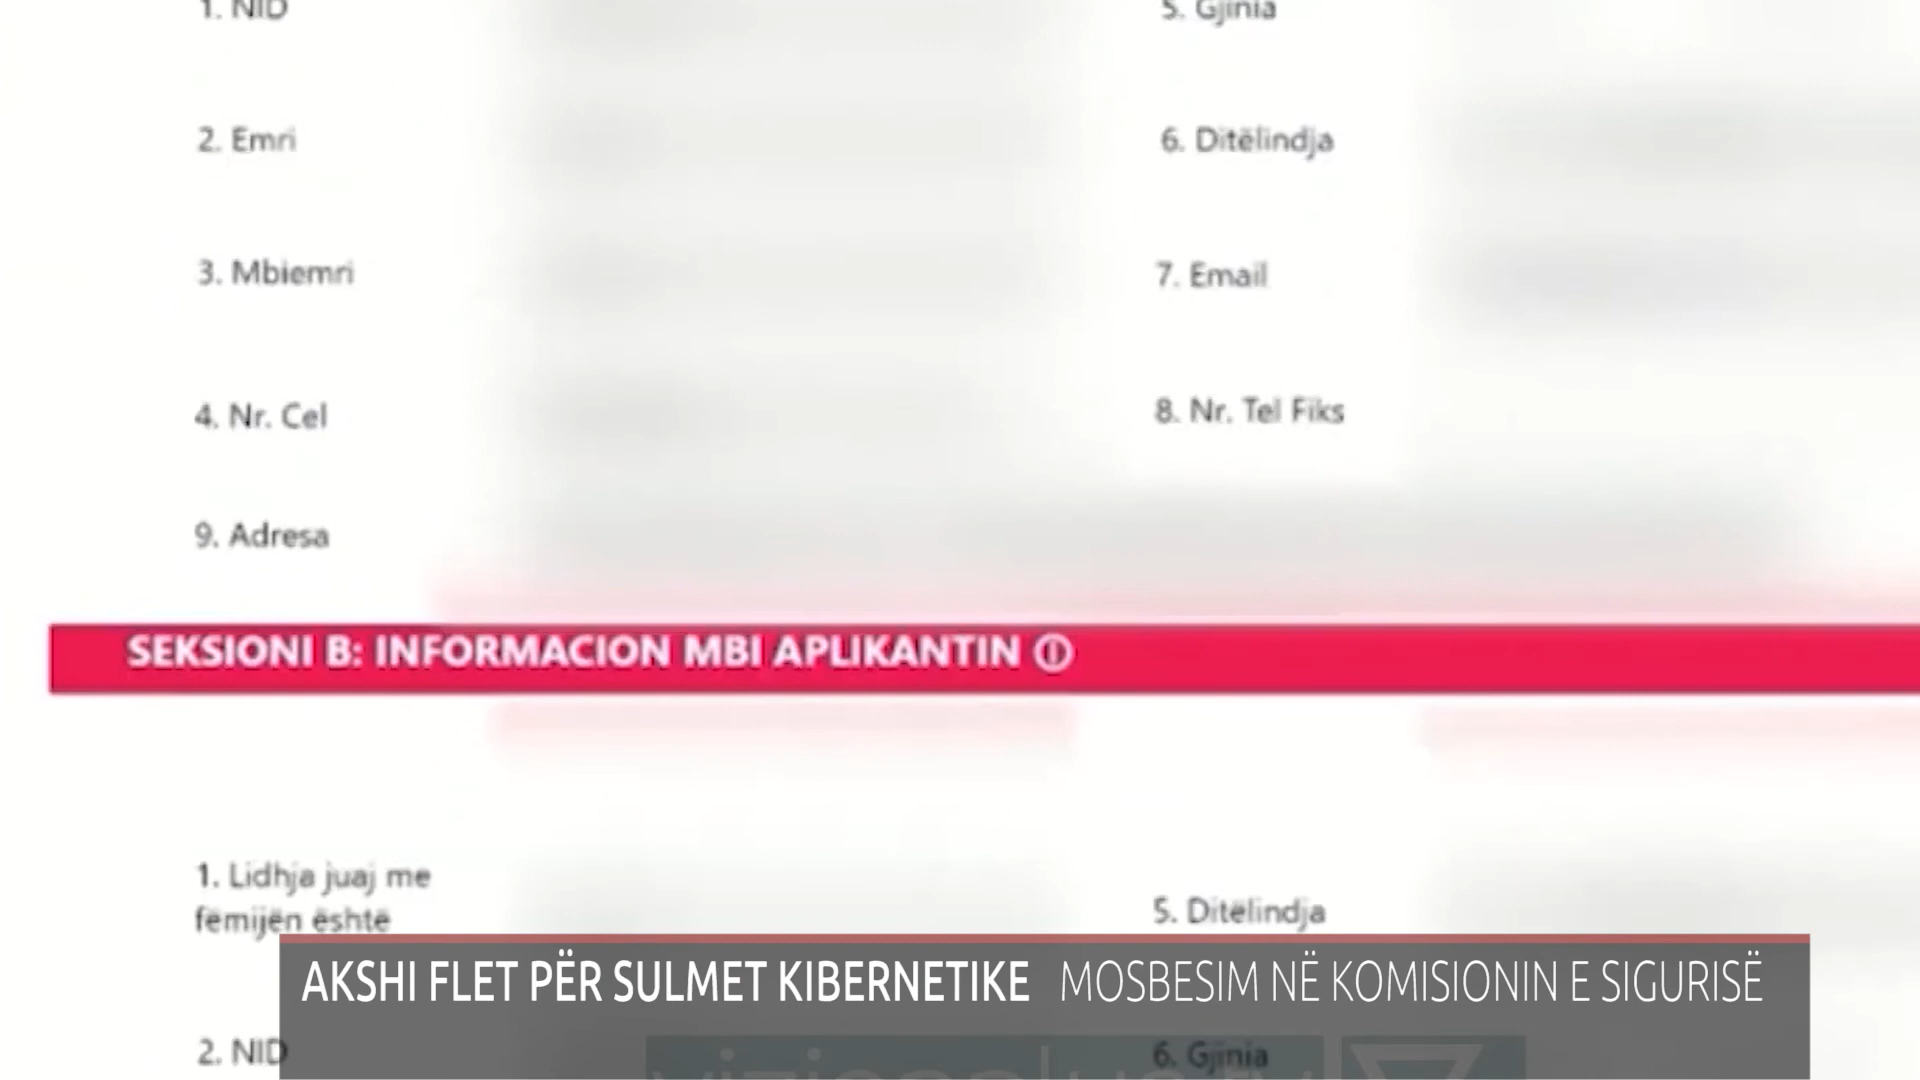 1. NID
5. Gjinia
2. Emri
6. Ditëlindja
3. Mbiemri
7. Email
4. Nr. Cel
8. Nr. Tel Fiks
9. Adresa
SEKSIONI B: INFORMACION MBI APLIKANTIN
1. Lidhja juaj me
fëmijën është
5. Ditëlindja
AKSHI FLET PËR SULMET KIBERNETIKE MOSBESIM NË KOMISIONIN E SIGURISË
2. NID
6. Gjinia